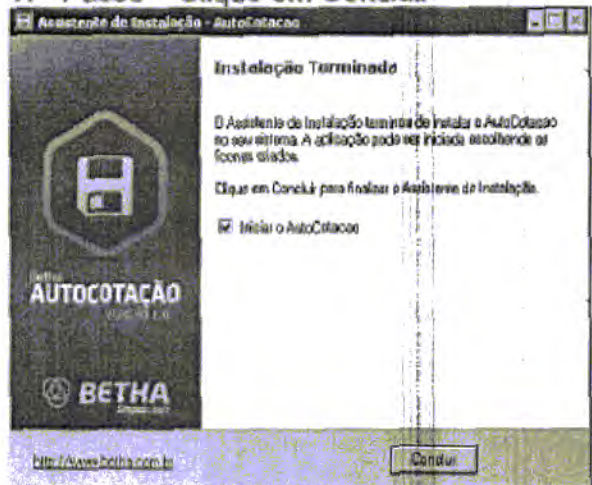 Assistente de Instalação - AutoCotacao
Instalação Terminada
O Assistente de Instalação terminou de instalar o AutoCotacao
no seu sistema. A aplicação pode ser iniciada escolhendo os
ícones criados.
Clique em Concluir para finalizar o Assistente de Instalação.
Iniciar o AutoCotacao
Betha
AUTOCOTAÇÃO
BETHA
http://www.betha.com.br
Concluir